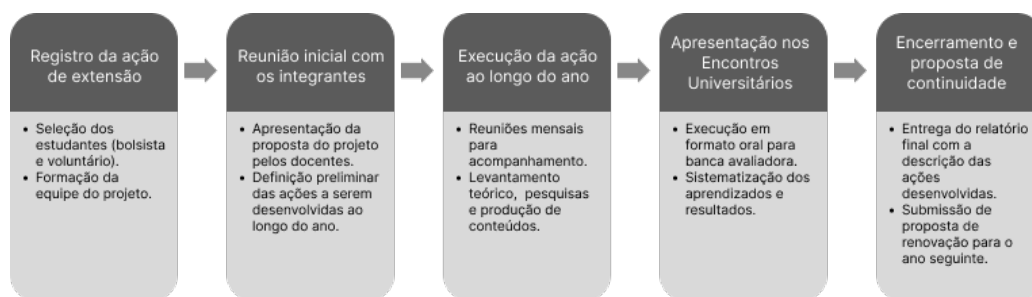 Registro da ação
de extensão
• Seleção dos
estudantes (bolsista
e voluntário).
• Formação da
equipe do projeto.
Reunião inicial com
os integrantes
• Apresentação da
proposta do projeto
pelos docentes.
• Definição preliminar
das ações a serem
desenvolvidas ao
longo do ano.
Execução da ação
ao longo do ano
• Reuniões mensais
para
acompanhamento.
• Levantamento
teórico, pesquisas
e produção de
conteúdos.
Apresentação nos
Encontros
Universitários
• Execução em
formato oral para
banca avaliadora.
• Sistematização dos
aprendizados e
resultados.
Encerramento e
proposta de
continuidade
• Entrega do relatório
final com a
descrição das
ações
desenvolvidas.
• Submissão de
proposta de
renovação para o
ano seguinte.